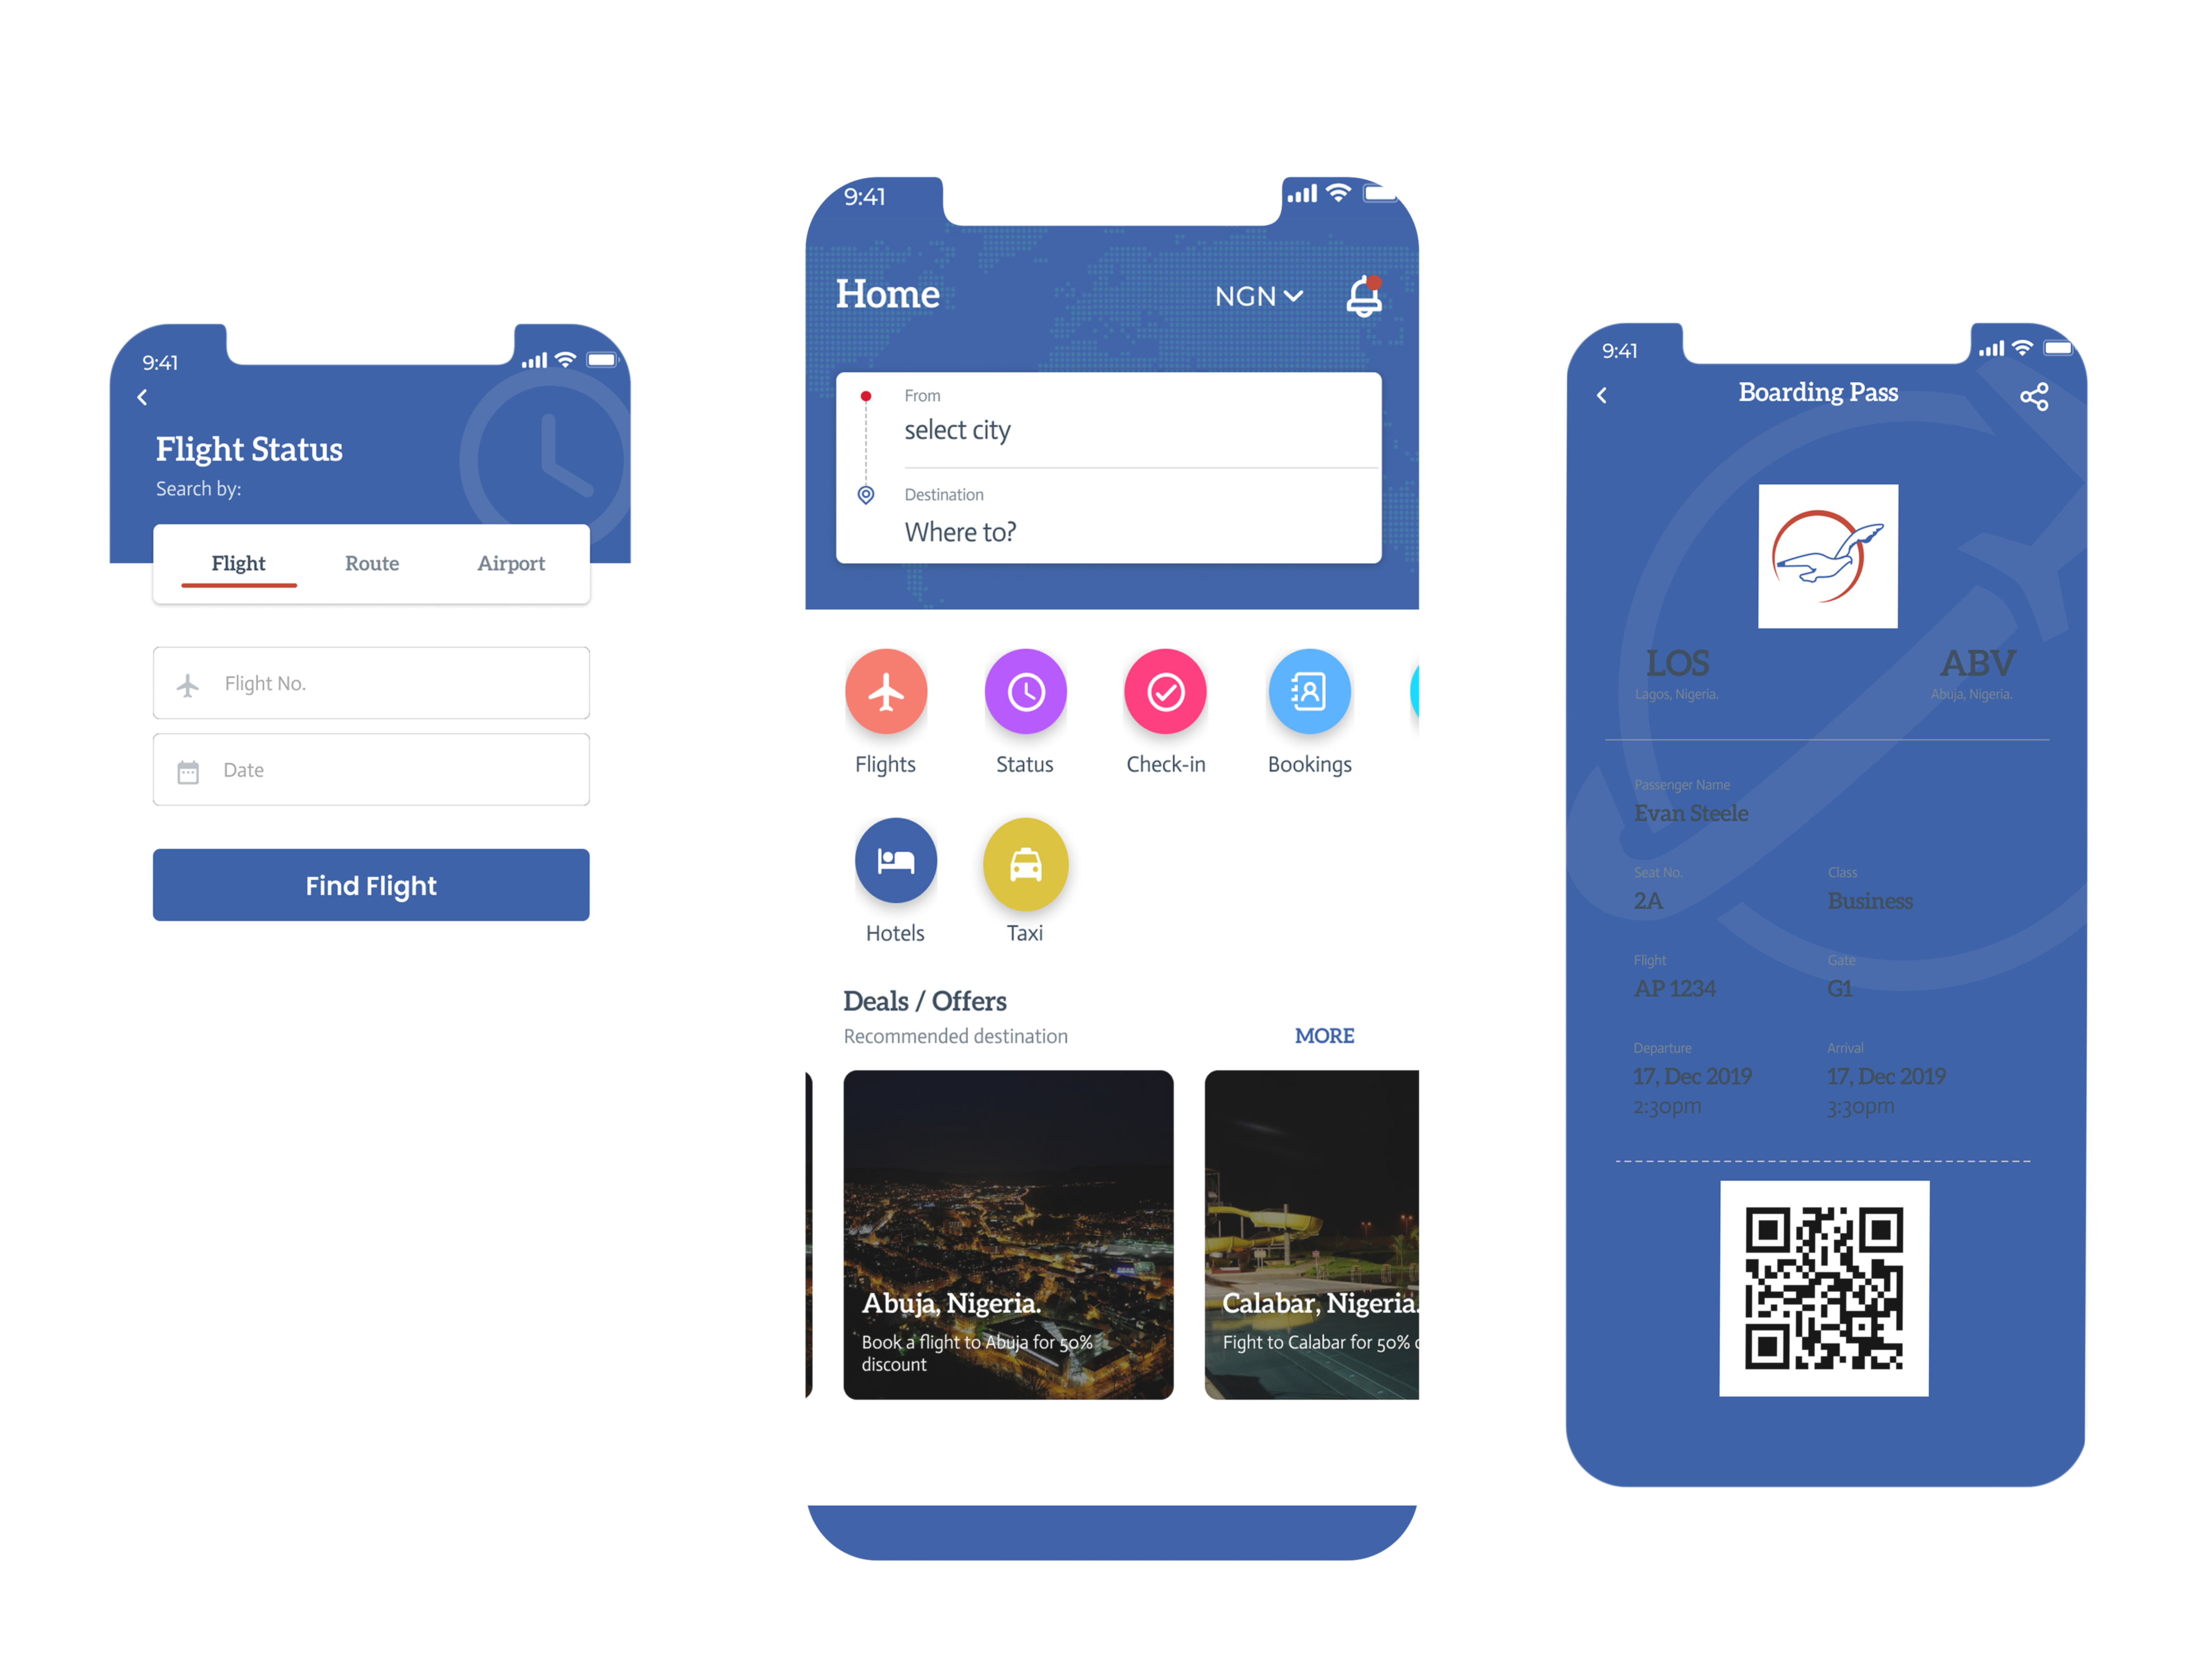 9:41
Flight Status
Search by:
Flight Route Airport
Flight No.
Date
Find Flight
9:41
Home NGN
From
select city
Destination
Where to?
Flights Status Check-in Bookings
Hotels Taxi
Deals / Offers
Recommended destination MORE
Abuja, Nigeria.
Book a flight to Abuja for 50%
discount
Calabar, Nigeria.
Fight to Calabar for 50%
9:41
Boarding Pass
LOS ABV
Lagos, Nigeria. Abuja, Nigeria.
Passenger Name
Evan Steele
Seat No. Class
2A Business
Flight Gate
AP 1234 G1
Departure Arrival
17, Dec 2019 17, Dec 2019
2:30pm 3:30pm